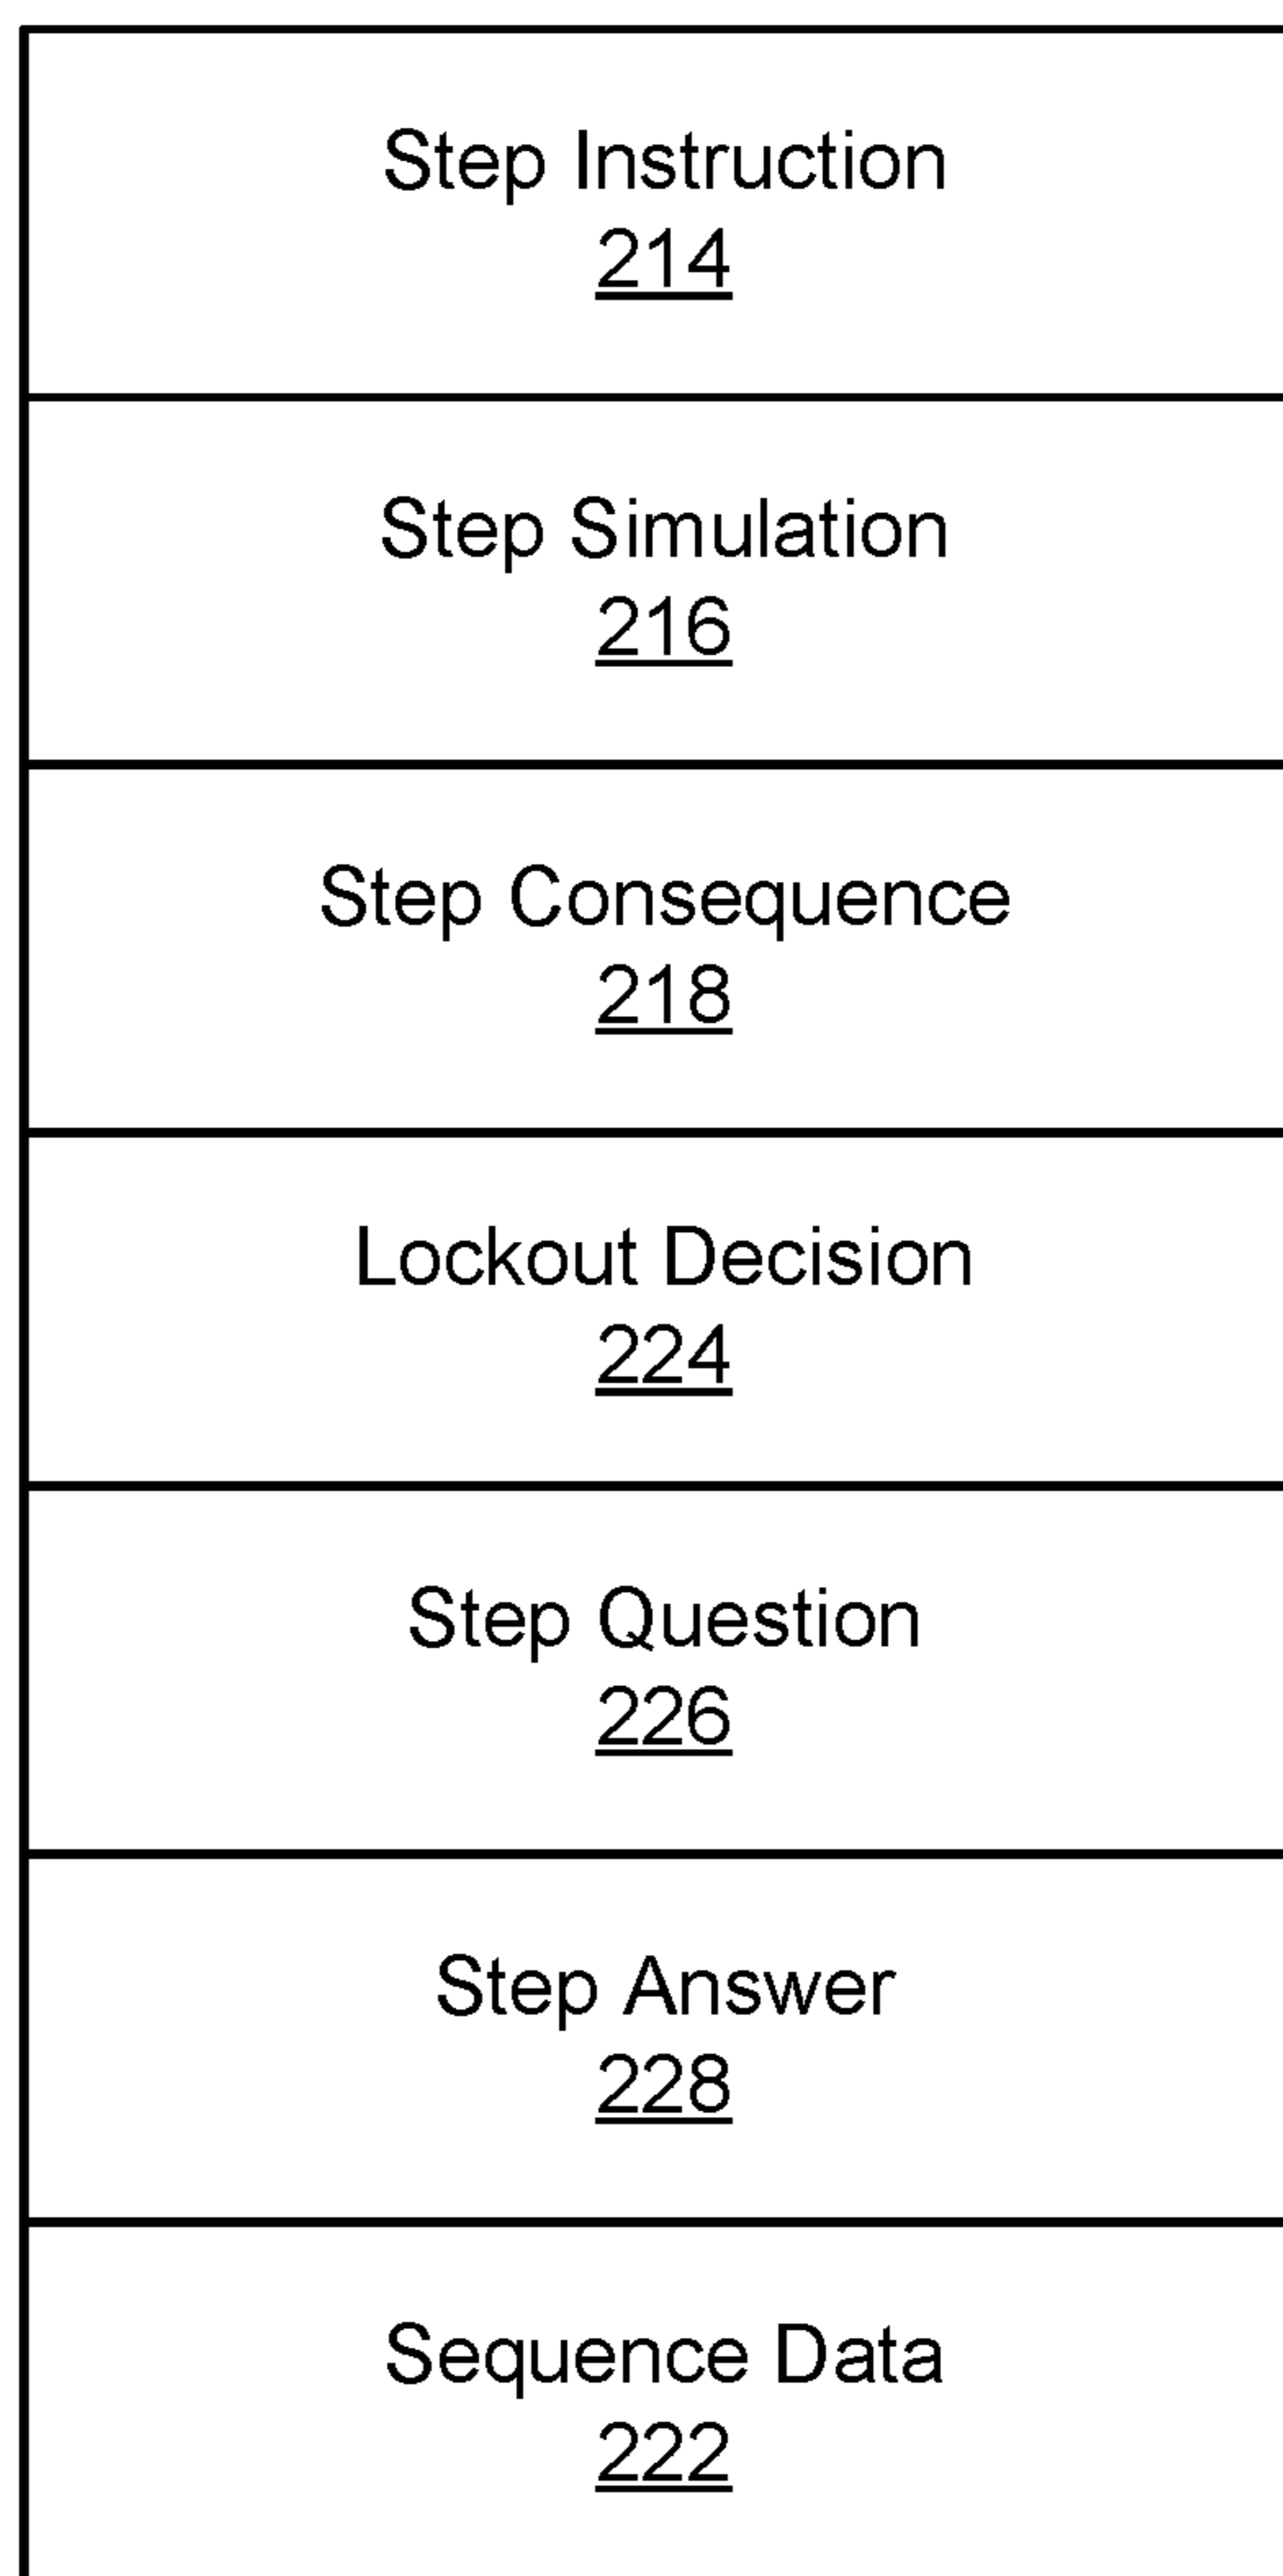 Step Instruction
214
Step Simulation
216
Step Consequence
218
Lockout Decision
224
Step Question
226
Step Answer
228
Sequence Data
222